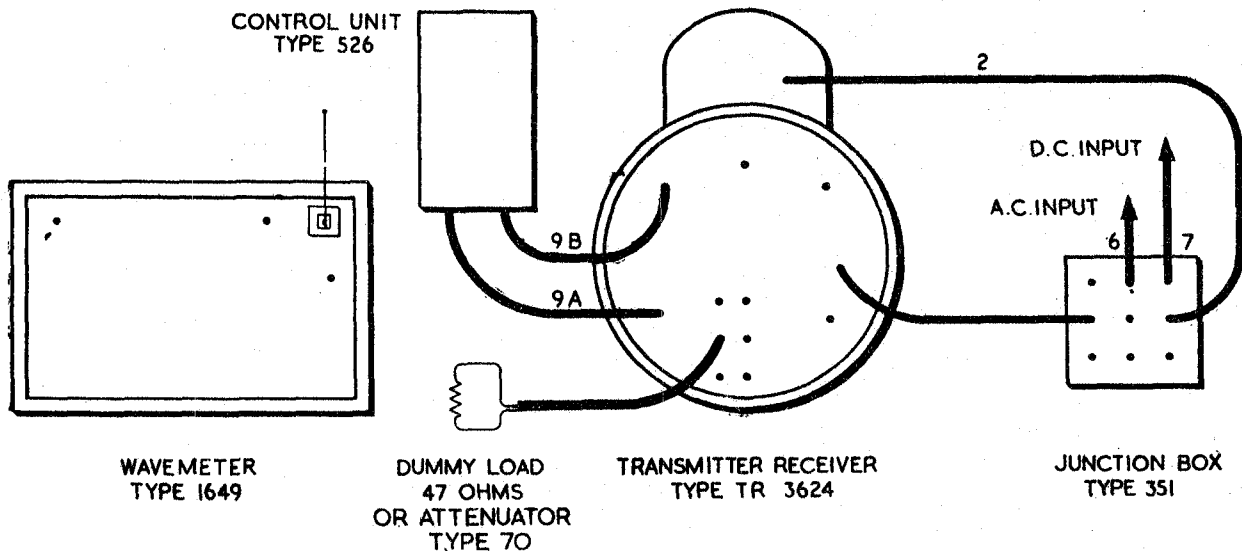 CONTROL UNIT
TYPE 526
2
D.C. INPUT
A.C. INPUT
6
7
9B
9A
WAVEMETER
TYPE 1649
DUMMY LOAD
47 OHMS
OR ATTENUATOR
TYPE 70
TRANSMITTER RECEIVER
TYPE TR 3624
JUNCTION BOX
TYPE 351